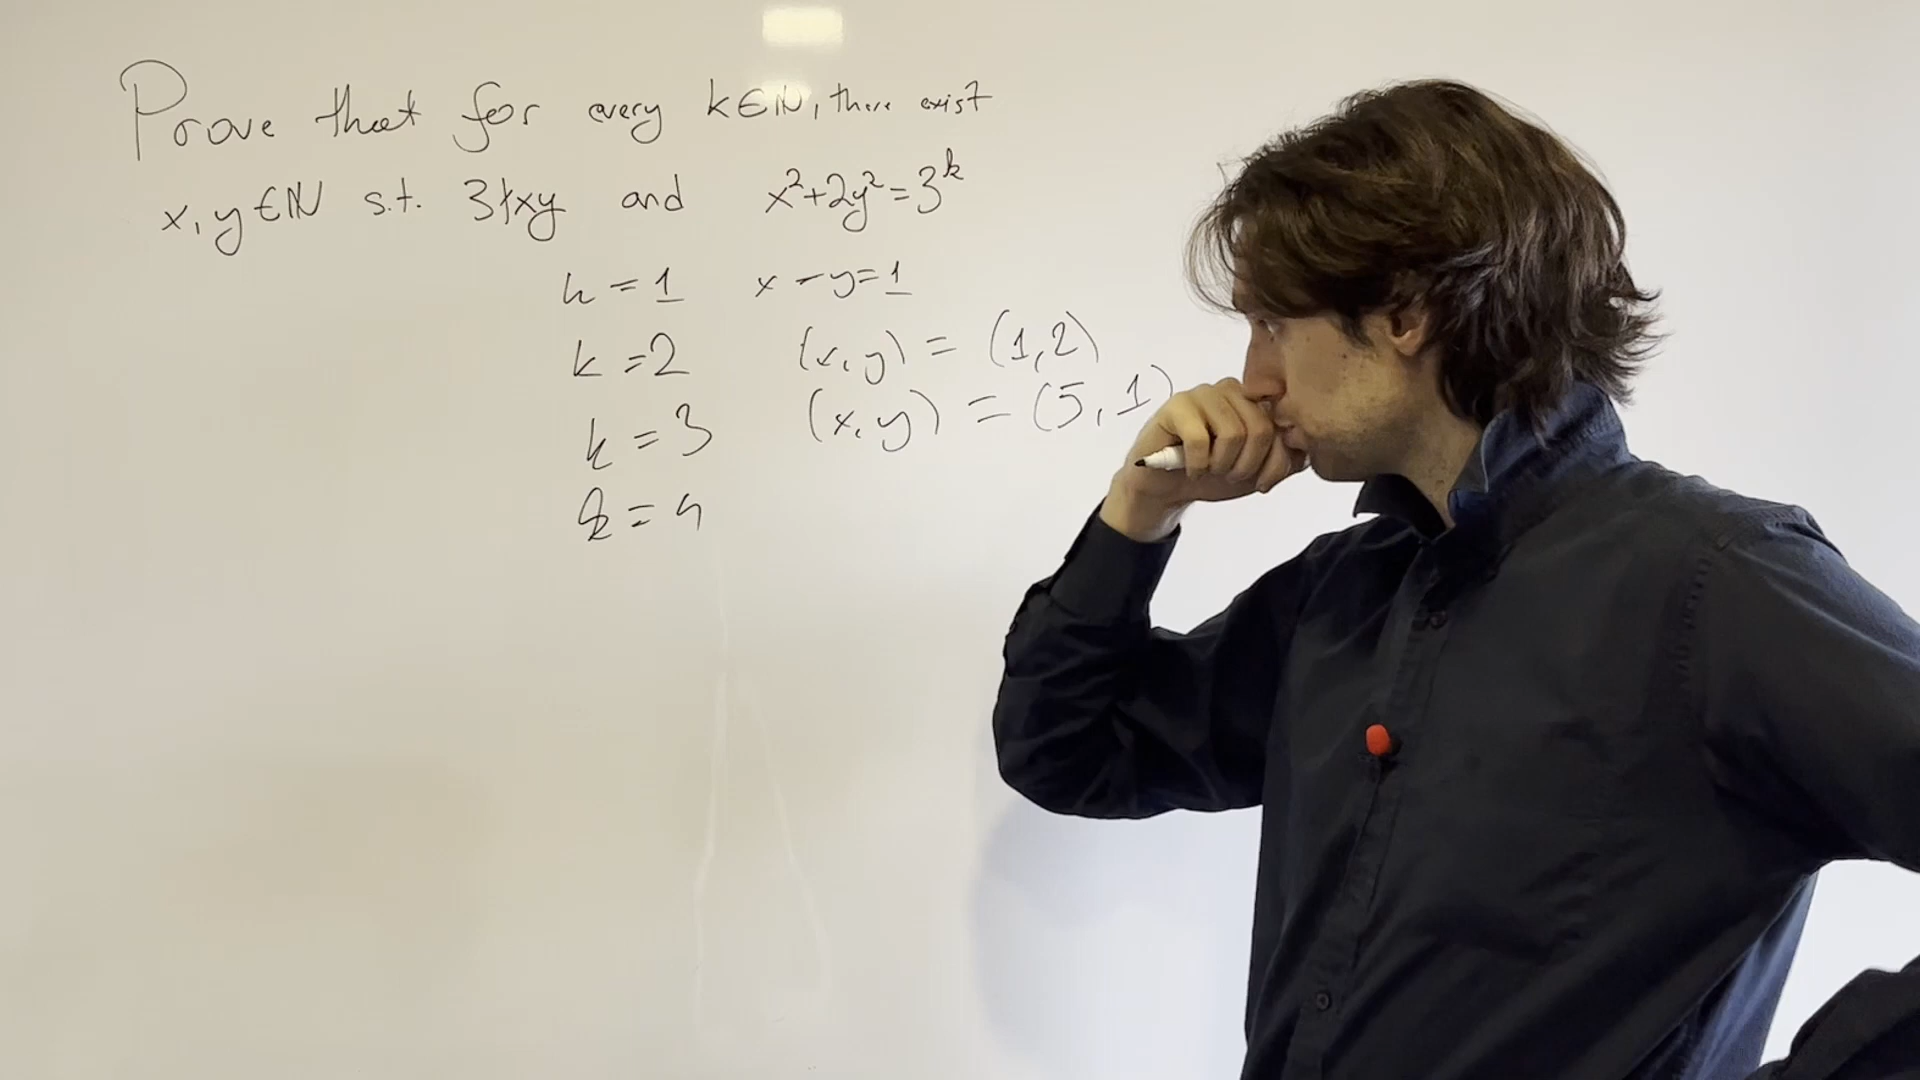 Prove that for every k∈ℕ, there exist
x, y ∈ ℕ s.t. 3∤xy and x²+2y²=3ᵏ
k = 1 x = y = 1
k = 2 (x, y) = (1, 2)
k = 3 (x, y) = (5, 1)
k = 4